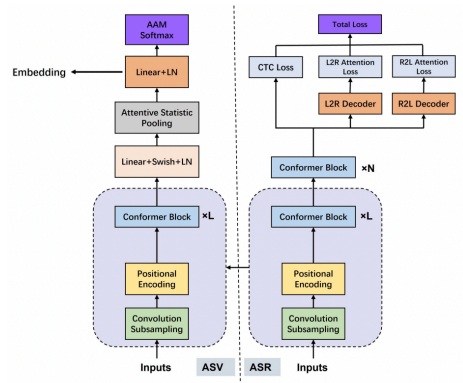 AAM
Softmax
Embedding
Linear+LN
Attentive Statistic
Pooling
Linear+Swish+LN
Conformer Block
×L
Positional
Encoding
Convolution
Subsampling
Inputs
ASV
Total Loss
CTC Loss
L2R Attention
Loss
R2L Attention
Loss
L2R Decoder
R2L Decoder
Conformer Block
×N
Conformer Block
×L
Positional
Encoding
Convolution
Subsampling
ASR
Inputs